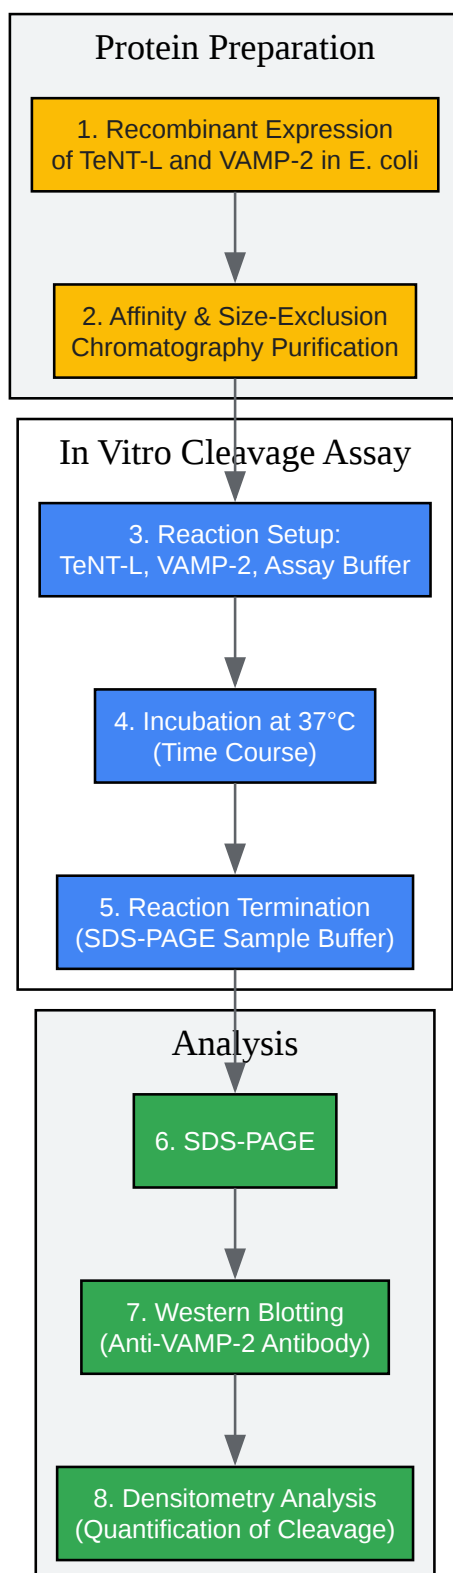 Protein Preparation
1. Recombinant Expression
of TeNT-L and VAMP-2 in E. coli
2. Affinity & Size-Exclusion
Chromatography Purification
In Vitro Cleavage Assay
3. Reaction Setup:
TeNT-L, VAMP-2, Assay Buffer
4. Incubation at 37°C
(Time Course)
5. Reaction Termination
(SDS-PAGE Sample Buffer)
Analysis
6. SDS-PAGE
7. Western Blotting
(Anti-VAMP-2 Antibody)
8. Densitometry Analysis
(Quantification of Cleavage)